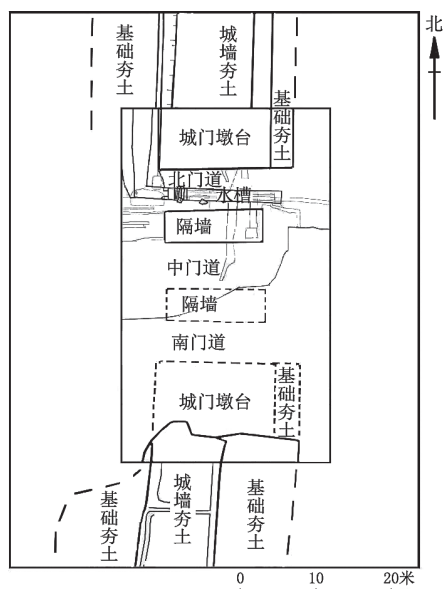 北
基础夯土
城墙夯土
基础夯土
城门墩台
北门道
水槽
隔墙
中门道
隔墙
南门道
城门墩台
基础夯土
基础夯土
城墙夯土
基础夯土
0 10 20米